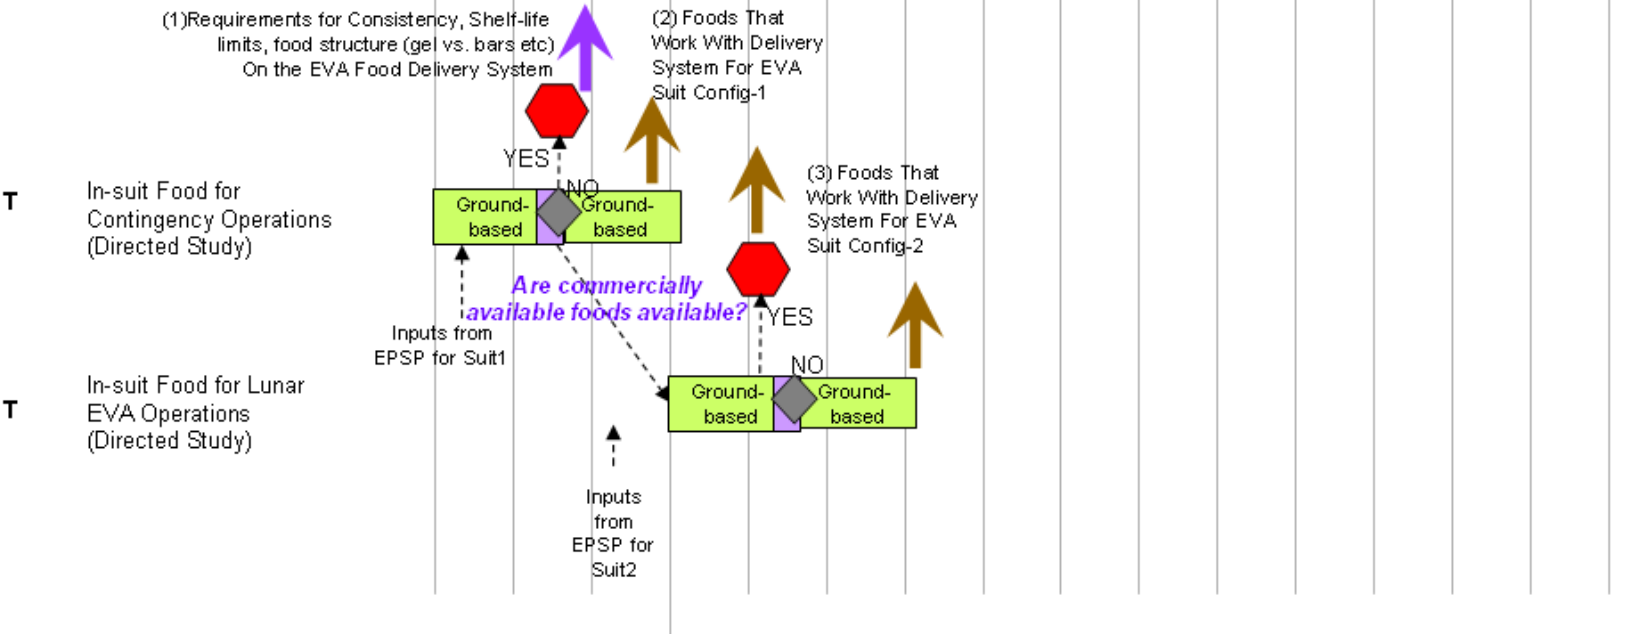 (1)Requirements for Consistency, Shelf-life
limits, food structure (gel vs. bars etc)
On the EVA Food Delivery System
(2) Foods That
Work With Delivery
System For EVA
Suit Config-1
YES
NO
T
In-suit Food for
Contingency Operations
(Directed Study)
Ground-
based
Ground-
based
(3) Foods That
Work With Delivery
System For EVA
Suit Config-2
Are commercially
available foods available?
Inputs from
EPSP for Suit1
YES
NO
T
In-suit Food for Lunar
EVA Operations
(Directed Study)
Ground-
based
Ground-
based
Inputs
from
EPSP for
Suit2